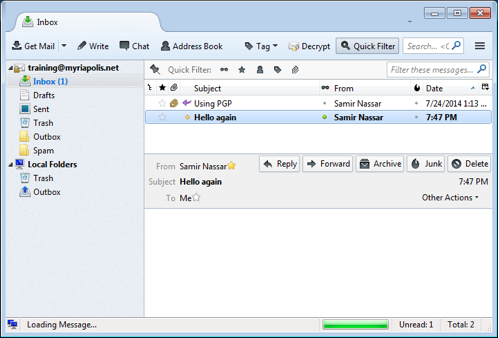 Inbox
Get Mail Write Chat Address Book Tag Decrypt Quick Filter Search... <C
training@myriapolis.net
Inbox (1)
Drafts
Sent
Trash
Outbox
Spam
Local Folders
Trash
Outbox
Quick Filter: Filter these messages...
Subject From Date
Using PGP Samir Nassar 7/24/2014 1:13 ...
Hello again Samir Nassar 7:47 PM
From Samir Nassar Reply Forward Archive Junk Delete
Subject Hello again 7:47 PM
To Me Other Actions
Loading Message... Unread: 1 Total: 2